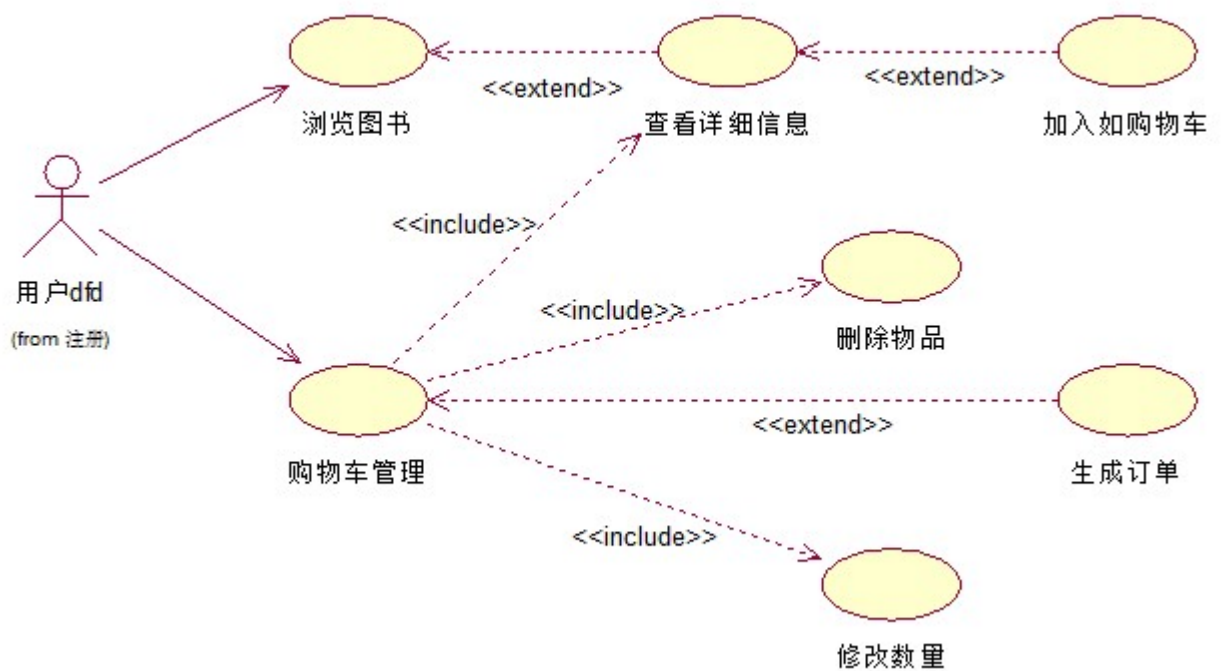 <<extend>>
<<extend>>
浏览图书
查看详细信息
加入如购物车
<<include>>
用户dfd
(from 注册)
<<include>>
删除物品
<<extend>>
购物车管理
生成订单
<<include>>
修改数量